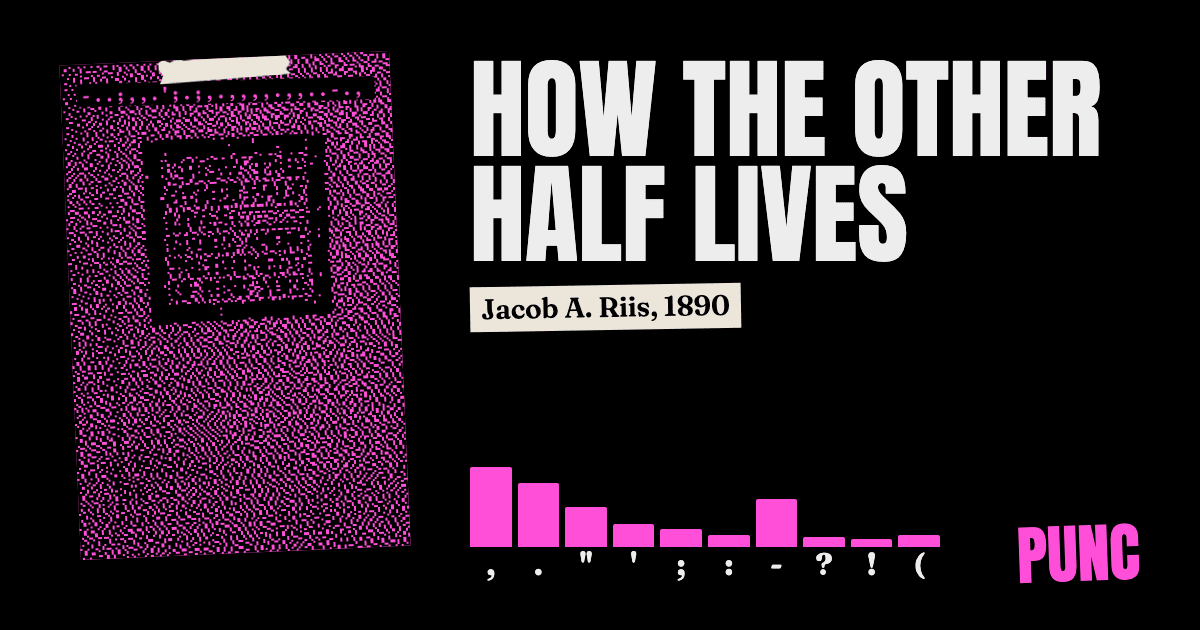 HOW THE OTHER
HALF LIVES
Jacob A. Riis, 1890
, . " ' ; : - ? ! (
PUNC